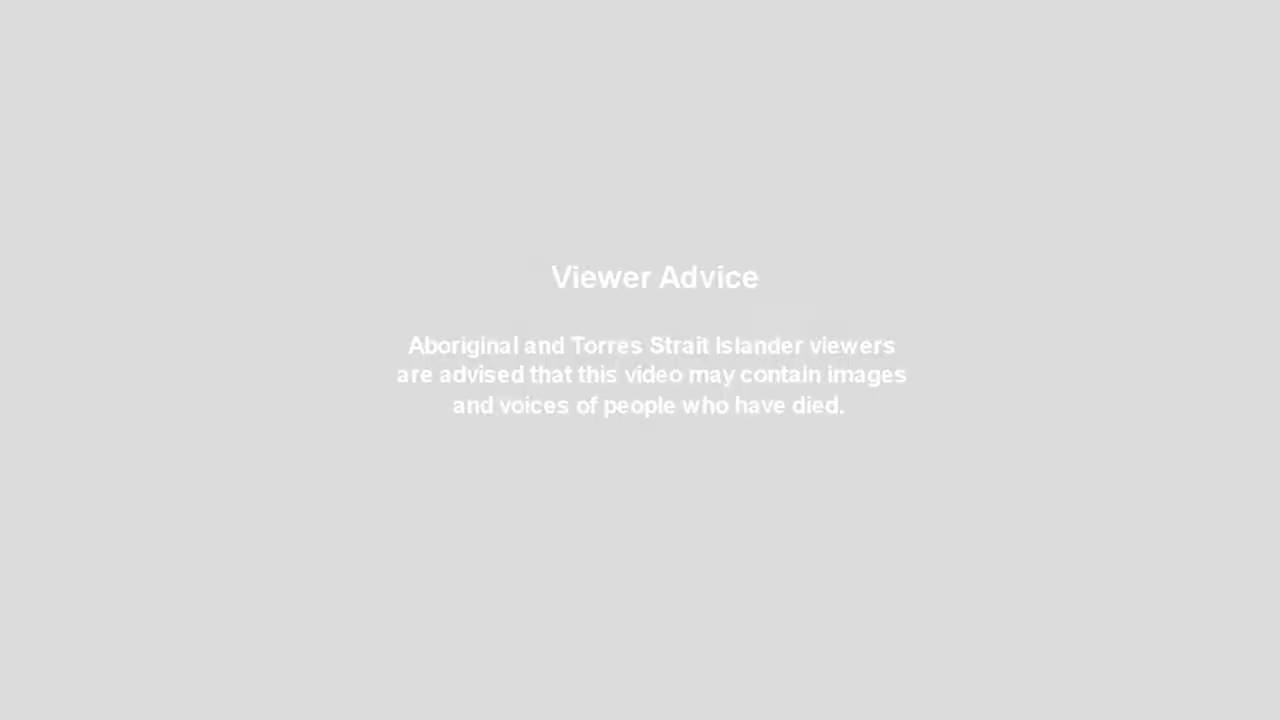 Viewer Advice
Aboriginal and Torres Strait Islander viewers
are advised that this video may contain images
and voices of people who have died.